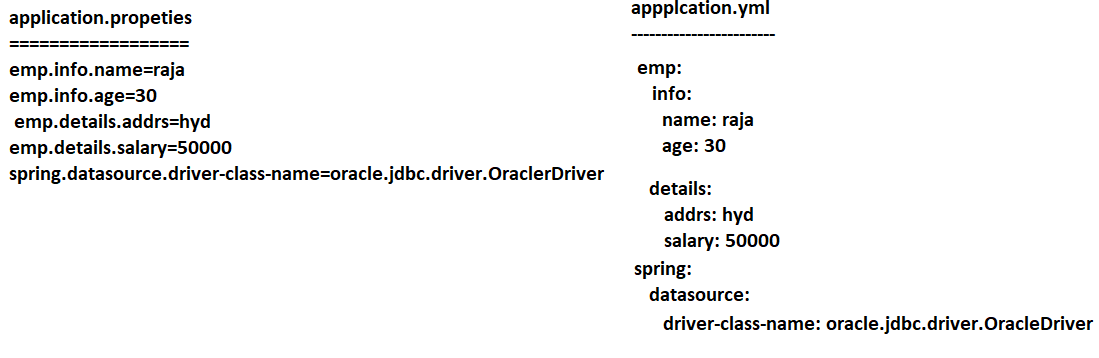 application.propeties
==================
emp.info.name=raja
emp.info.age=30
emp.details.addrs=hyd
emp.details.salary=50000
spring.datasource.driver-class-name=oracle.jdbc.driver.OraclerDriver
appplcation.yml
------------------------
emp:
info:
name: raja
age: 30
details:
addrs: hyd
salary: 50000
spring:
datasource:
driver-class-name: oracle.jdbc.driver.OracleDriver